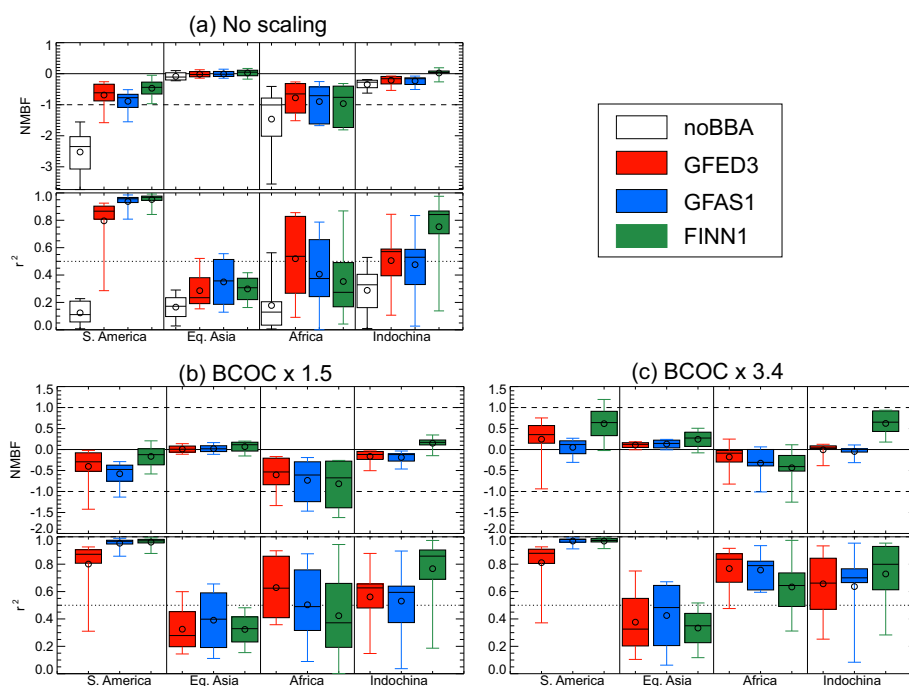 (a) No scaling
1
0
-1
-2
-3
NMBF
1.0
0.8
0.6
0.4
0.2
0.0
r²
S. America Eq. Asia Africa Indochina
noBBA
GFED3
GFAS1
FINN1
(b) BCOC x 1.5
1.5
1.0
0.5
0.0
-0.5
-1.0
1.5
2.0
NMBF
1.0
0.8
0.6
0.4
0.2
0.0
r²
S. America Eq. Asia Africa Indochina
(c) BCOC x 3.4
1.5
1.0
0.5
0.0
-0.5
-1.0
1.5
2.0
NMBF
1.0
0.8
0.6
0.4
0.2
0.0
r²
S. America Eq. Asia Africa Indochina